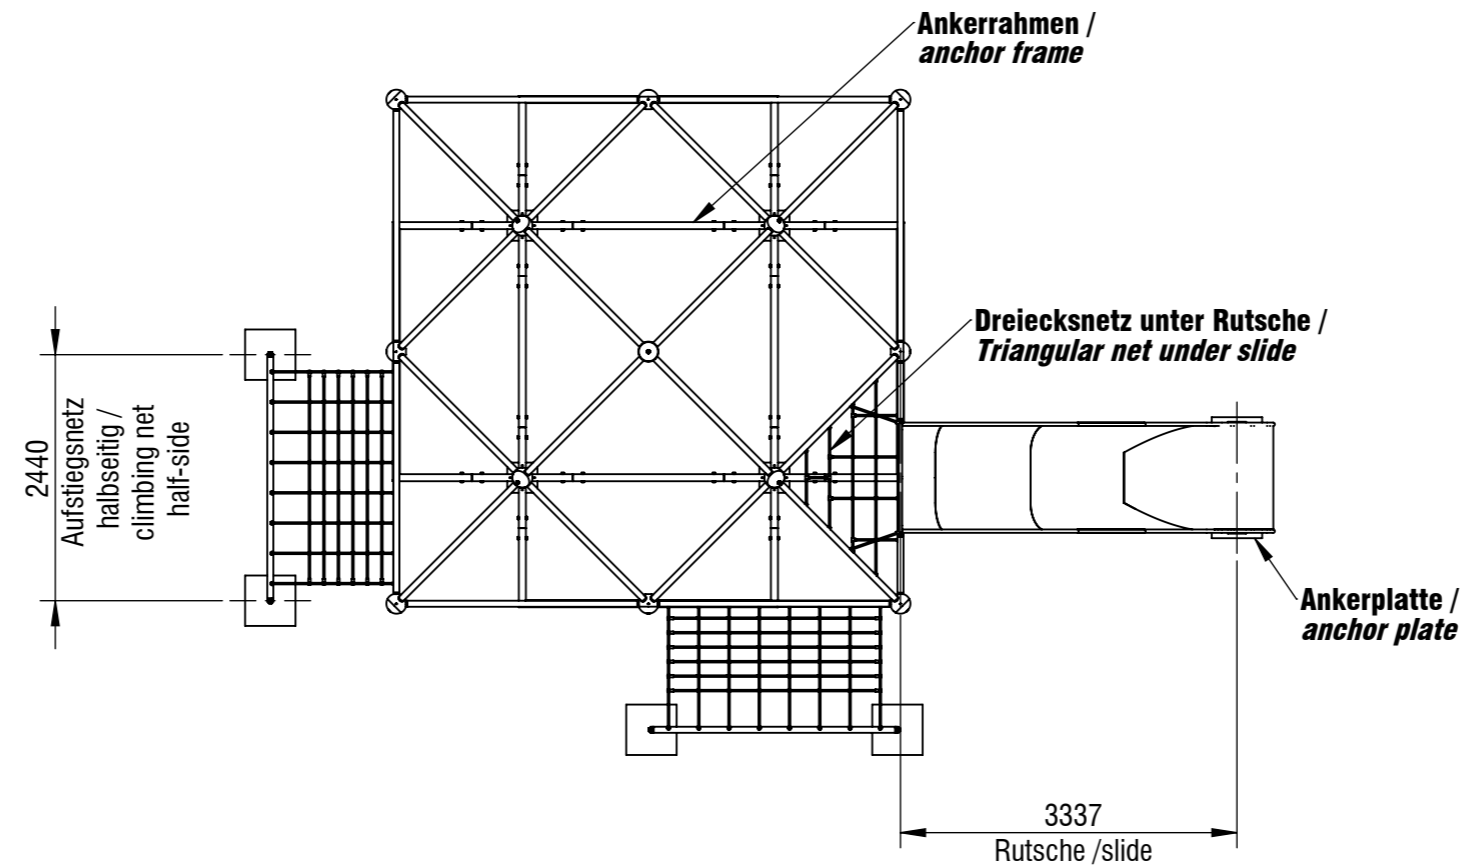 Ankerrahmen /
anchor frame
Dreiecksnetz unter Rutsche /
Triangular net under slide
2440
Aufstiegsnetz
halbseitig /
climbing net
half-side
Ankerplatte /
anchor plate
3337
Rutsche /slide